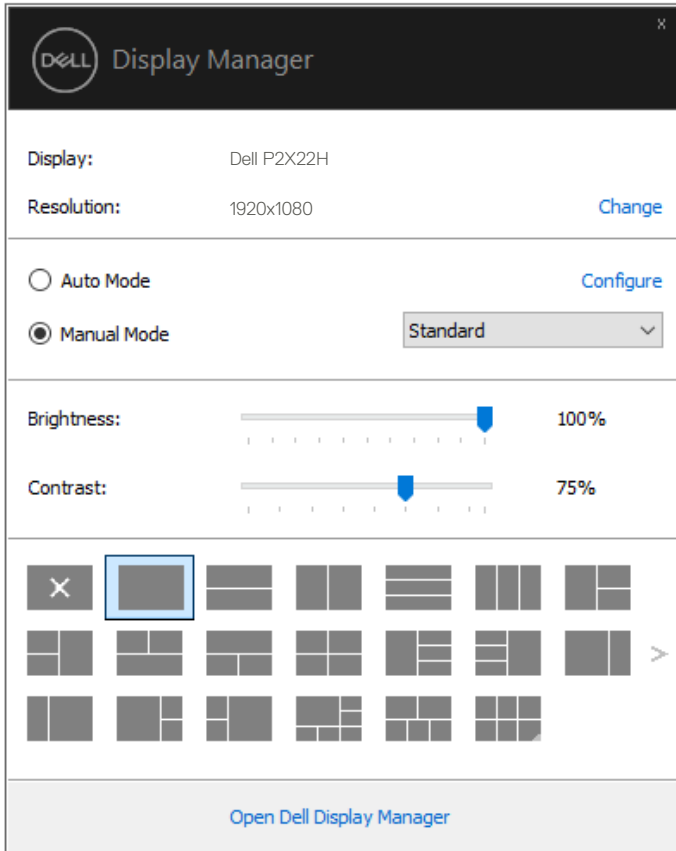 x
DELL Display Manager
Display: Dell P2X22H
Resolution: 1920x1080 Change
Auto Mode Configure
Manual Mode Standard
Brightness: 100%
Contrast: 75%
Open Dell Display Manager